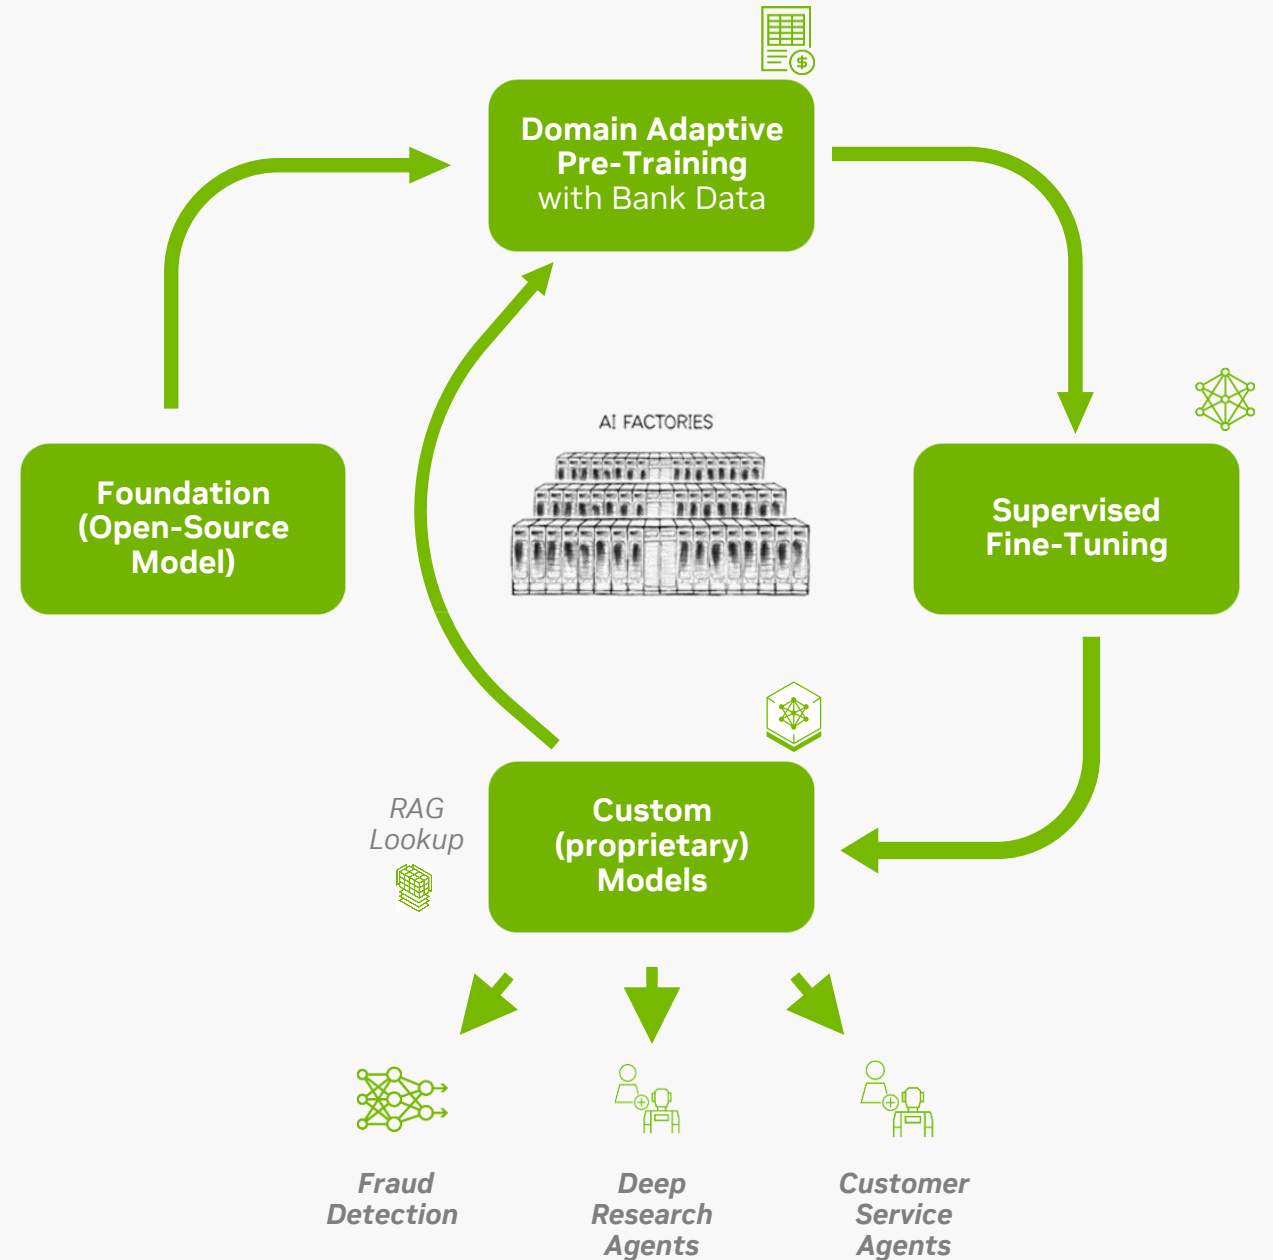 Domain Adaptive
Pre-Training
with Bank Data
AI FACTORIES
Foundation
(Open-Source
Model)
Supervised
Fine-Tuning
RAG
Lookup
Custom
(proprietary)
Models
Fraud
Detection
Deep
Research
Agents
Customer
Service
Agents